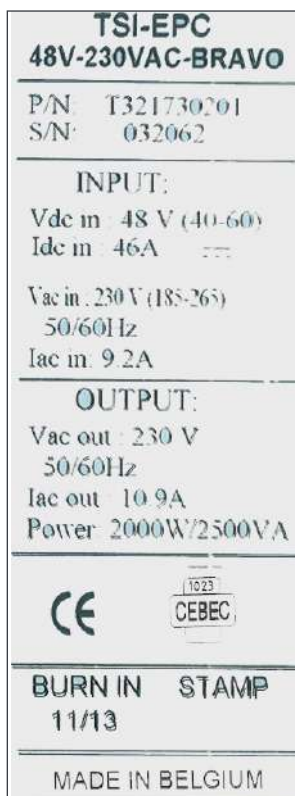 TSI-EPC
48V-230VAC-BRAVO
P/N: T321730201
S/N: 032062
INPUT:
Vdc in : 48 V (40-60)
Idc in : 46A
Vac in : 230 V (185-265)
50/60Hz
Iac in: 9.2A
OUTPUT:
Vac out : 230 V
50/60Hz
Iac out : 10.9A
Power: 2000W/2500VA
CE
1023
CEBEC
BURN IN STAMP
11/13
MADE IN BELGIUM